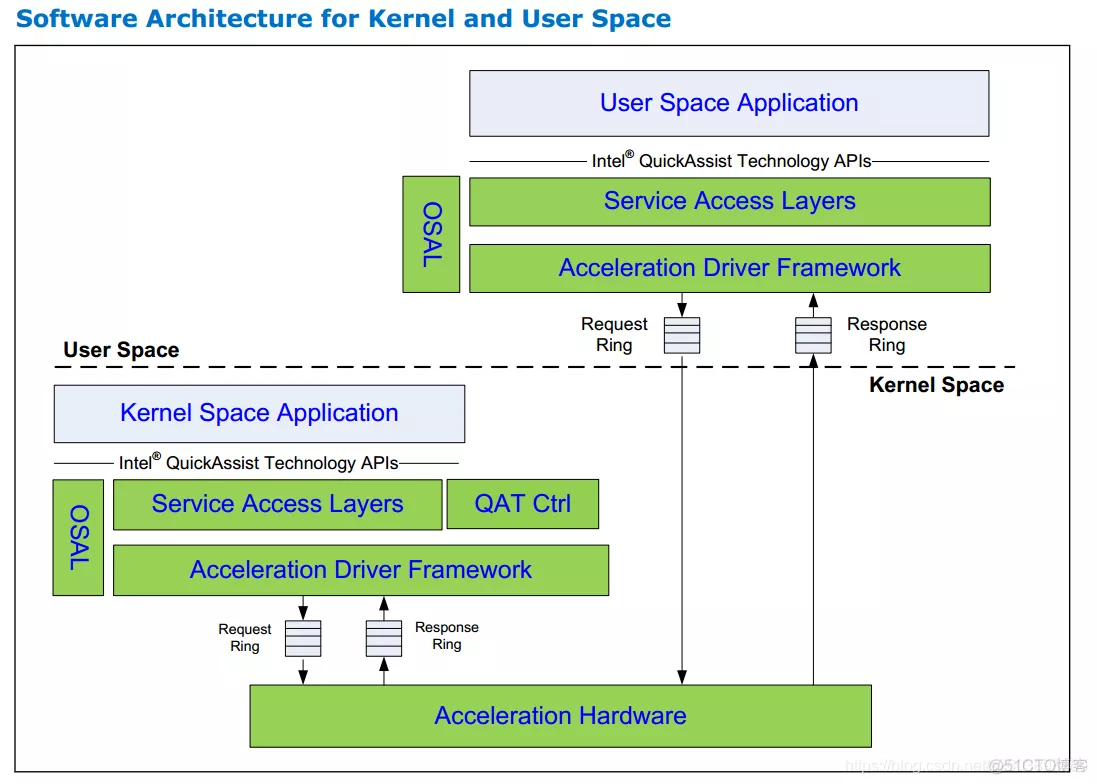 Software Architecture for Kernel and User Space
User Space Application
Intel® QuickAssist Technology APIs
OSAL
Service Access Layers
Acceleration Driver Framework
Request
Ring
Response
Ring
User Space
Kernel Space
Kernel Space Application
Intel® QuickAssist Technology APIs
OSAL
Service Access Layers
QAT Ctrl
Acceleration Driver Framework
Request
Ring
Response
Ring
Acceleration Hardware
https://blog.csdn.net/
@51CTO博客